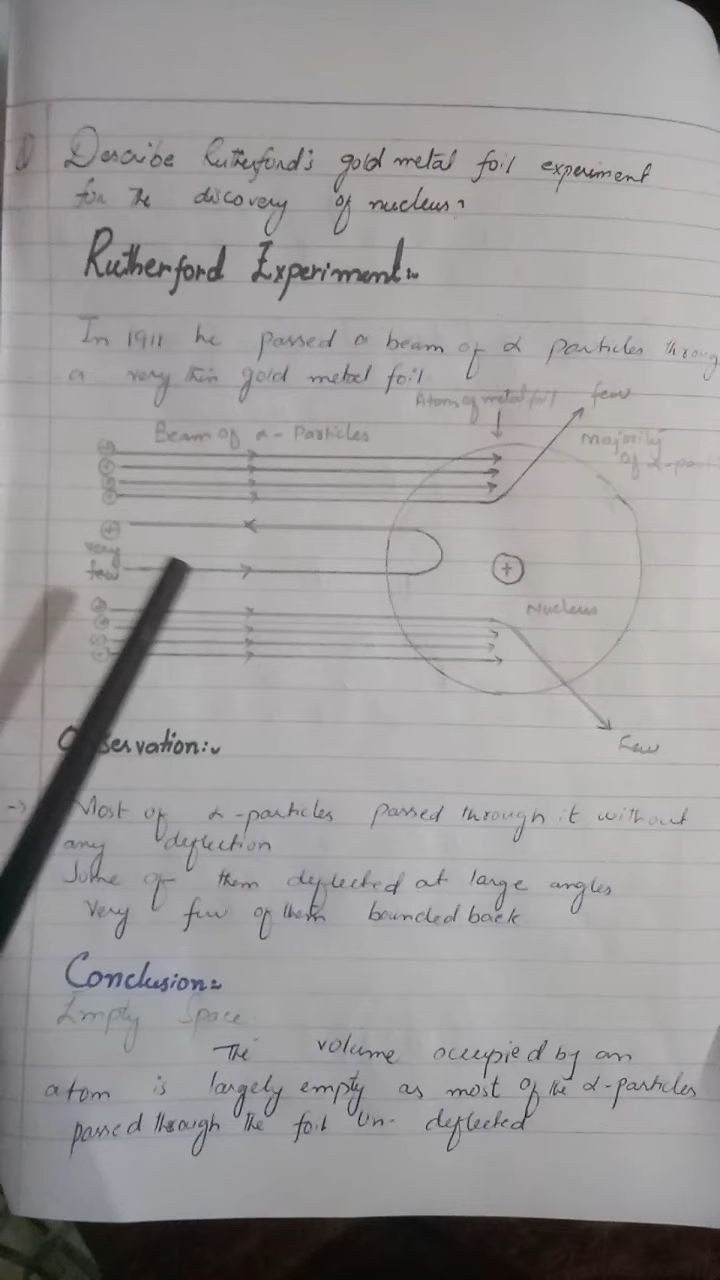 Describe Rutherford's gold metal foil experiment
for the discovery of nucleus?
Rutherford Experiment:
In 1911 he passed a beam of α particles throug
a very thin gold metal foil
Atom of metal foil
few
Beam of α-Particles
Majority
of α-par
+
very
few
+
Nucleus
Few
Observation:
→ Most of α-particles passed through it without
any deflection
Some of them deflected at large angles
Very few of them bounded back
Conclusion:
Empty Space
The volume occupied by an
atom is largely empty as most of the α-particles
passed through the foil un-deflected